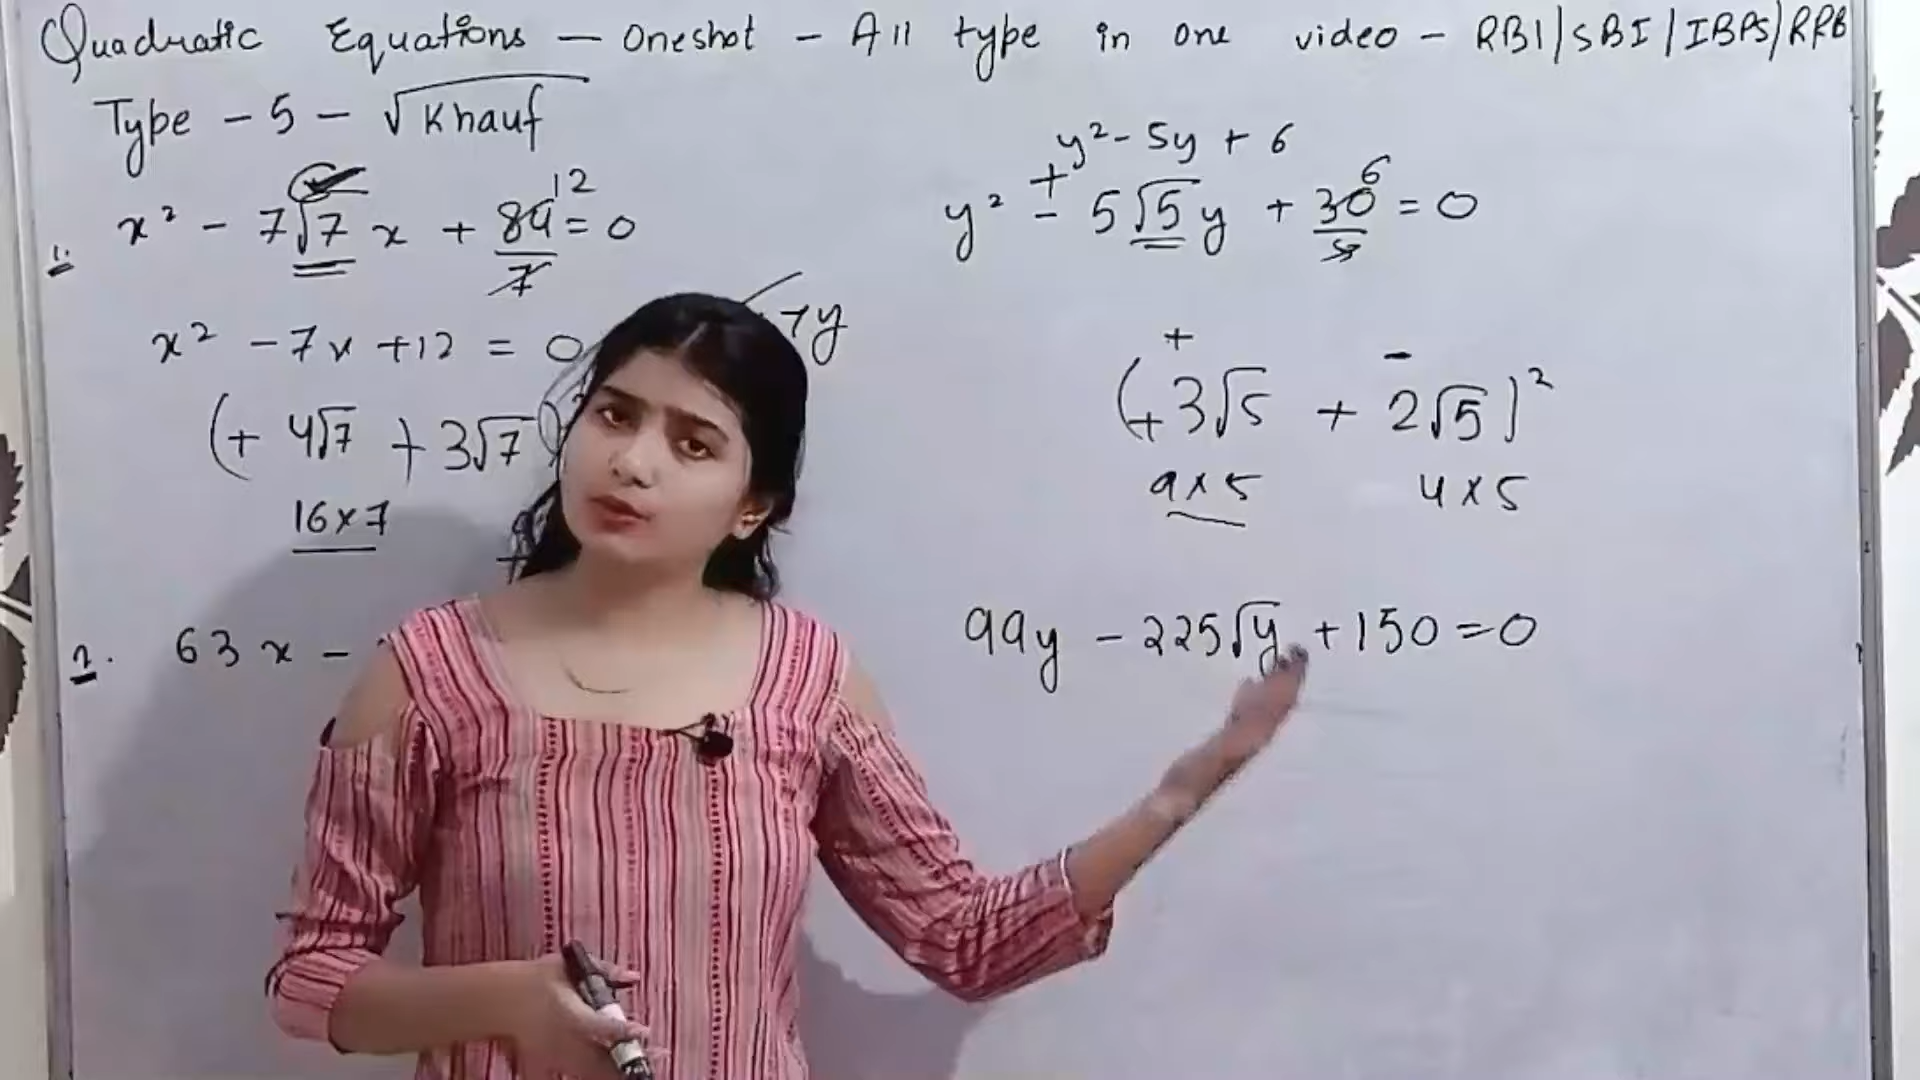 Quadratic Equations - Oneshot - All type in one video - RBI/SBI/IBPS/RRB
Type - 5 - √Khauf
1. x² - 7√7 x + 84 = 0
12
7
x² - 7x + 12 = 0
(+ 4√7 + 3√7)
16×7
> y
y² - 5y + 6
y² - 5√5 y + 30 = 0
+
6
5
+ -
(+ 3√5 + 2√5)²
9×5 4×5
2. 63x -
99y - 225√y + 150 = 0